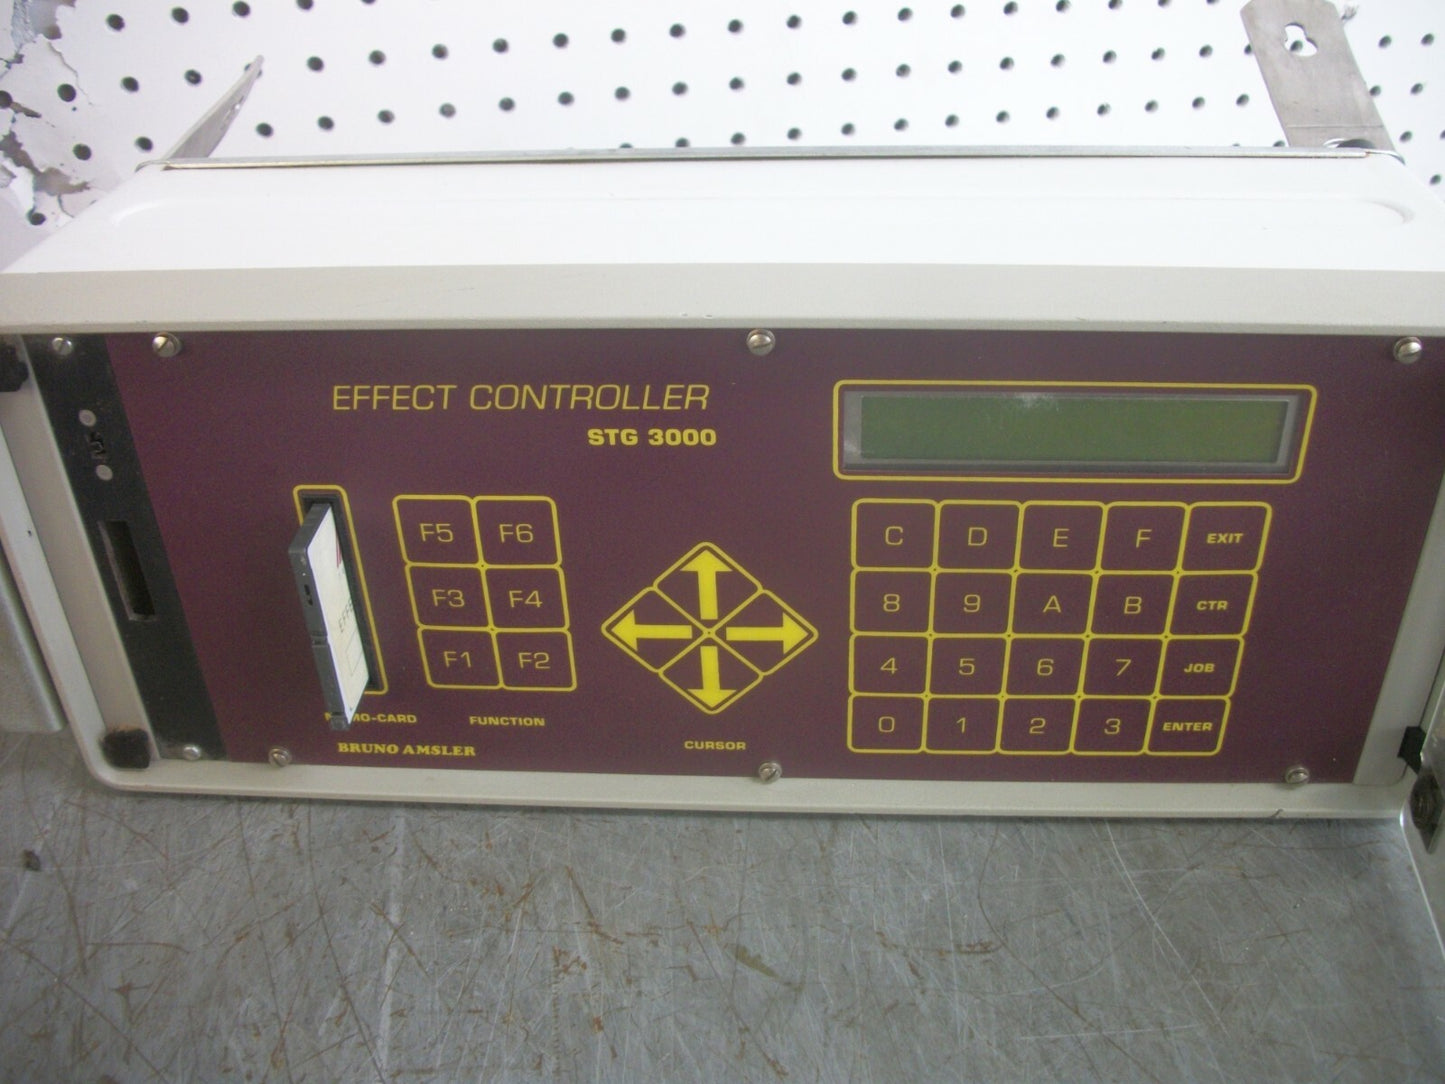 EFFECT CONTROLLER
STG 3000
F5 F6
F3 F4
F1 F2
FUNCTION
BRUNO AMSLER
CURSOR
C D E F EXIT
8 9 A B CTR
4 5 6 7 JOB
0 1 2 3 ENTER